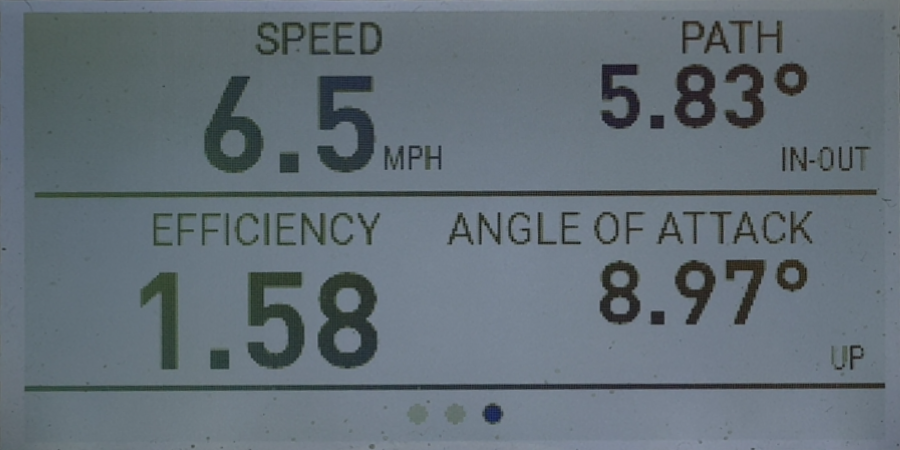 SPEED PATH
6.5 MPH 5.83°
IN-OUT
EFFICIENCY ANGLE OF ATTACK
1.58 8.97°
UP